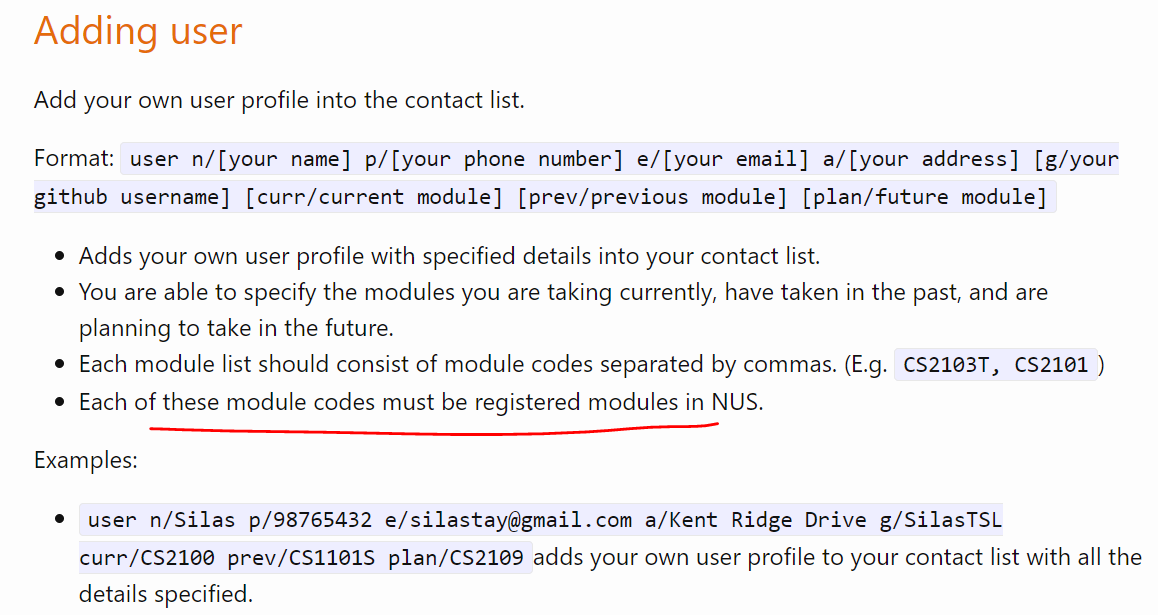 Adding user
Add your own user profile into the contact list.
Format: user n/[your name] p/[your phone number] e/[your email] a/[your address] [g/your
github username] [curr/current module] [prev/previous module] [plan/future module]
Adds your own user profile with specified details into your contact list.
You are able to specify the modules you are taking currently, have taken in the past, and are
planning to take in the future.
Each module list should consist of module codes separated by commas. (E.g. CS2103T, CS2101 )
Each of these module codes must be registered modules in NUS.
Examples:
user n/Silas p/98765432 e/silastay@gmail.com a/Kent Ridge Drive g/SilasTSL
curr/CS2100 prev/CS1101S plan/CS2109 adds your own user profile to your contact list with all the
details specified.